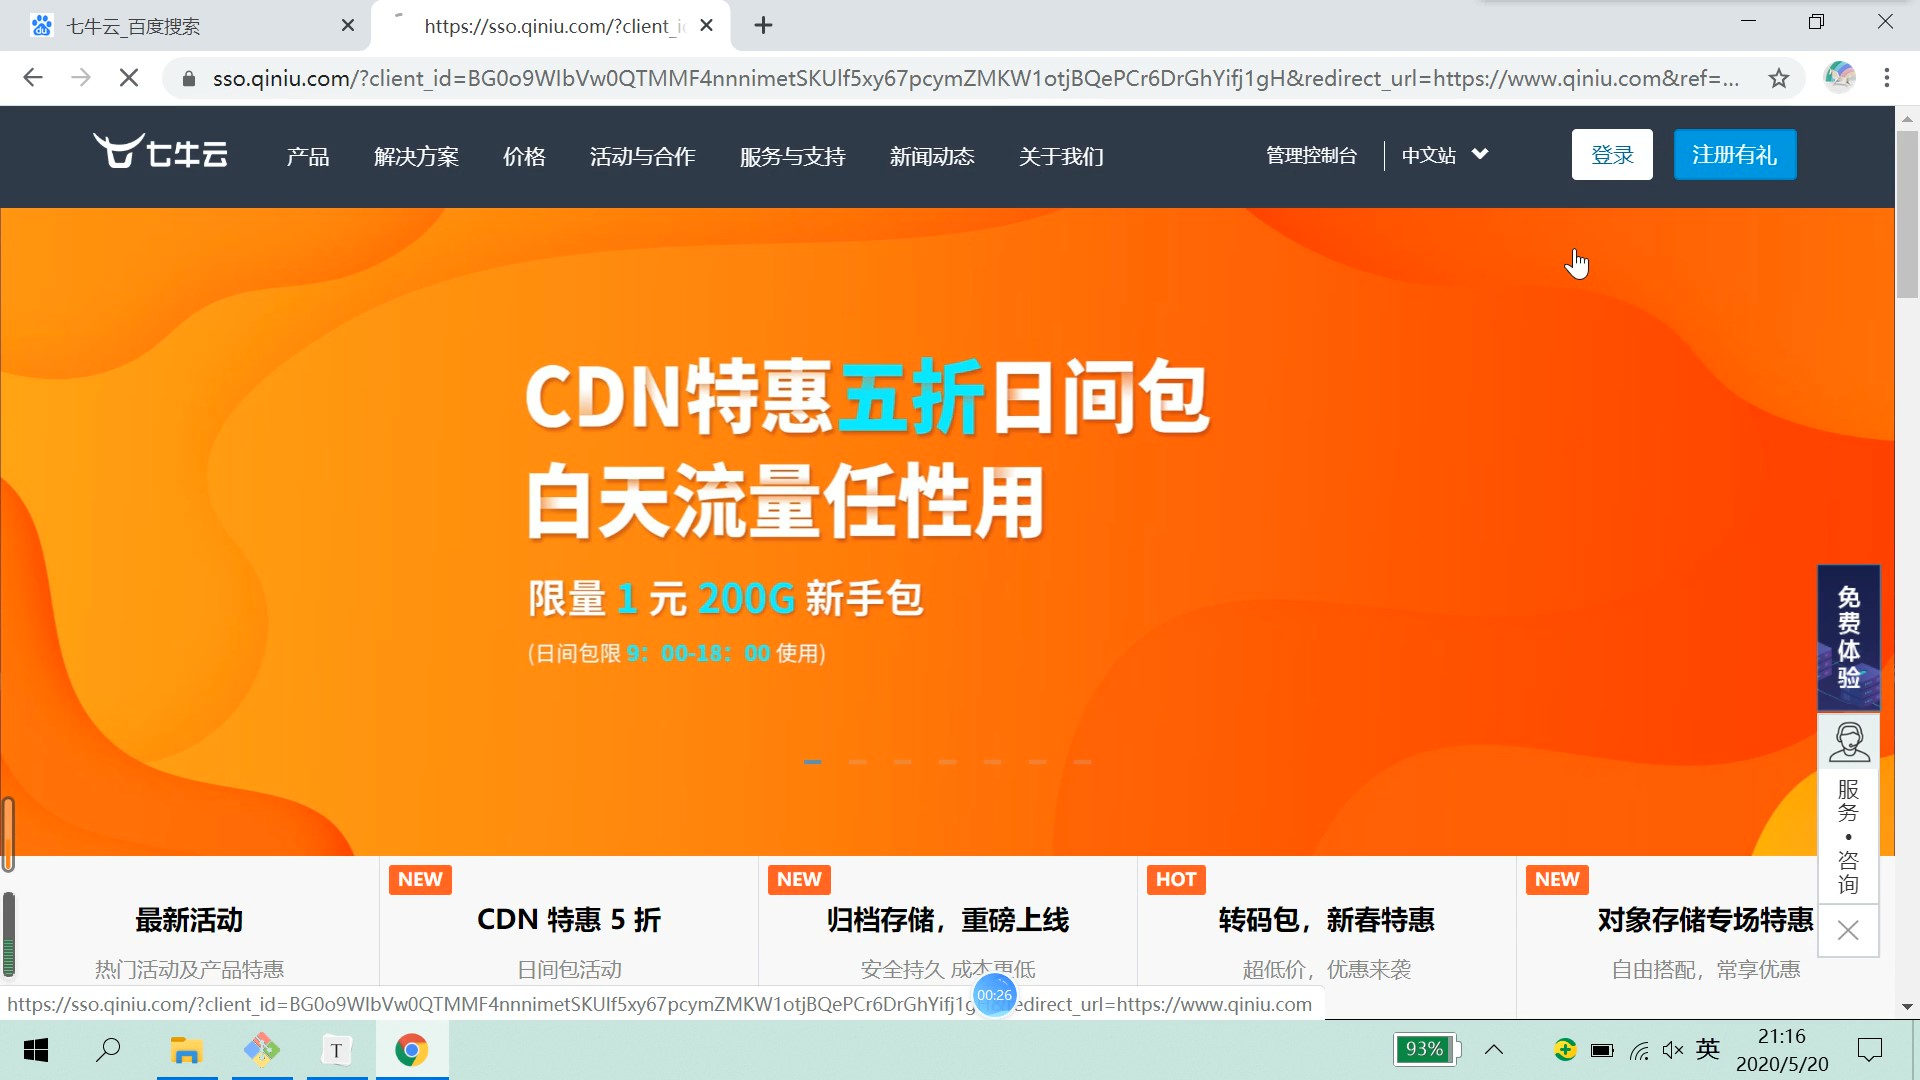 七牛云_百度搜索
https://sso.qiniu.com/?client_i
sso.qiniu.com/?client_id=BG0o9WIbVw0QTMMF4nnnimetSKUlf5xy67pcymZMKW1otjBQePCr6DrGhYifj1gH&redirect_url=https://www.qiniu.com&ref=...
七牛云
产品
解决方案
价格
活动与合作
服务与支持
新闻动态
关于我们
管理控制台
中文站
登录
注册有礼
CDN特惠五折日间包
白天流量任性用
限量 1 元 200G 新手包
(日间包限 9：00-18：00 使用)
免费体验
服务·咨询
NEW
NEW
HOT
NEW
最新活动
CDN 特惠 5 折
归档存储，重磅上线
转码包，新春特惠
对象存储专场特惠
热门活动及产品特惠
日间包活动
安全持久 成本更低
超低价，优惠来袭
自由搭配，常享优惠
https://sso.qiniu.com/?client_id=BG0o9WIbVw0QTMMF4nnnimetSKUlf5xy67pcymZMKW1otjBQePCr6DrGhYifj1g
edirect_url=https://www.qiniu.com
00:26
T
93%
英
21:16
2020/5/20